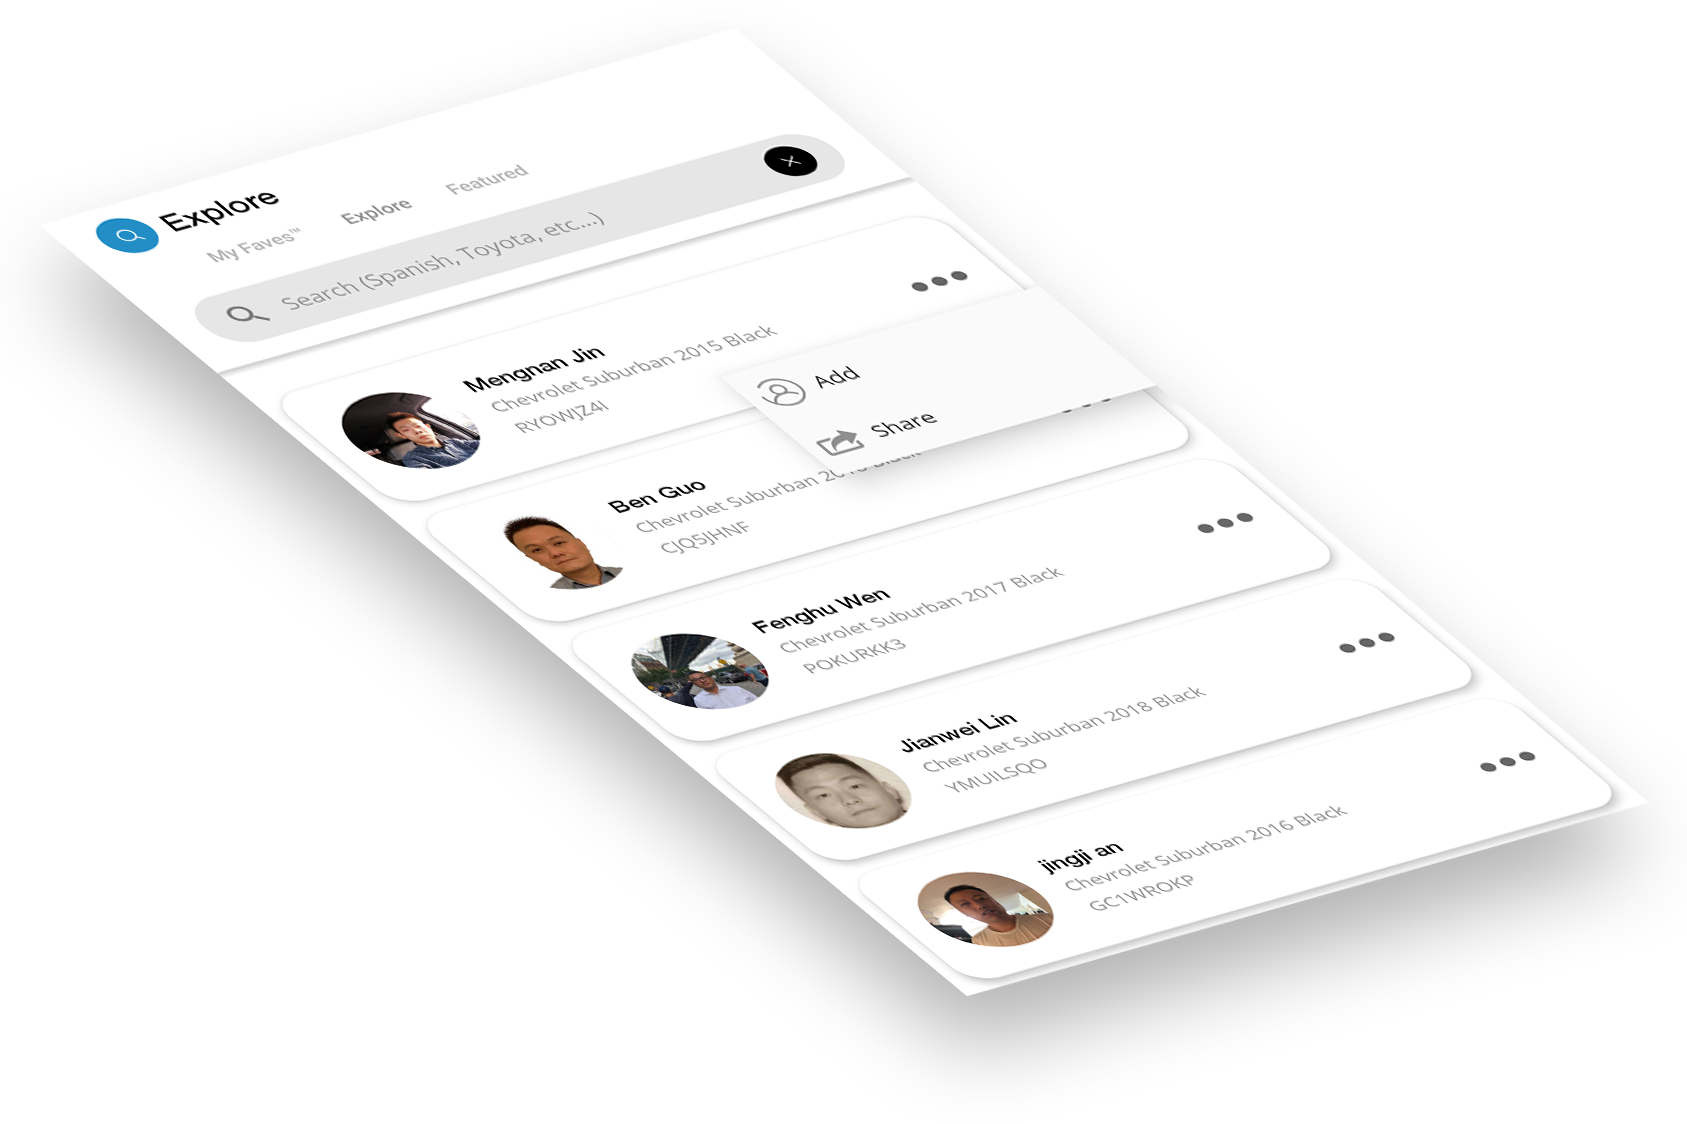 Explore
My Faves™ Explore Featured
Search (Spanish, Toyota, etc...)
Mengnan Jin
Chevrolet Suburban 2015 Black
RYOWJZ4I
Add
Share
Ben Guo
Chevrolet Suburban
CJQ5JHNF
Fenghu Wen
Chevrolet Suburban 2017 Black
POKURKK3
Jianwei Lin
Chevrolet Suburban 2018 Black
YMUILSQO
jingji an
Chevrolet Suburban 2016 Black
GC1WROKP